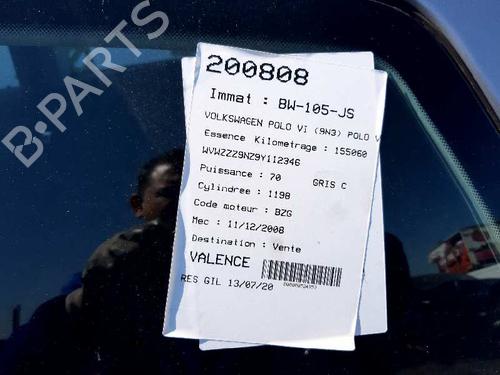 B-PARTS
200808
Immat : BW-105-JS
VOLKSWAGEN POLO VI (9N3) POLO V
Essence Kilometrage : 155060
WVWZZZ9NZ9Y112346
Puissance : 70 GRIS C
Cylindree : 1198
Code moteur : BZG
Mec : 11/12/2008
Destination : Vente
VALENCE
RES GIL 13/07/20